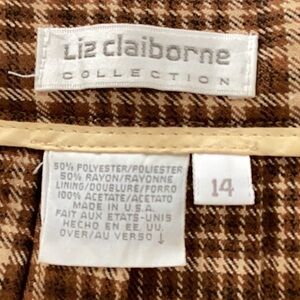 Liz claiborne
COLLECTION
50% POLYESTER/POLIESTER
50% RAYON/RAYONNE
LINING/DOUBLURE/FORRO
100% ACETATE/ACETATO
MADE IN U.S.A.
FAIT AUX ETATS-UNIS
HECHO EN EE. UU.
OVER/AU VERSO ↓
14